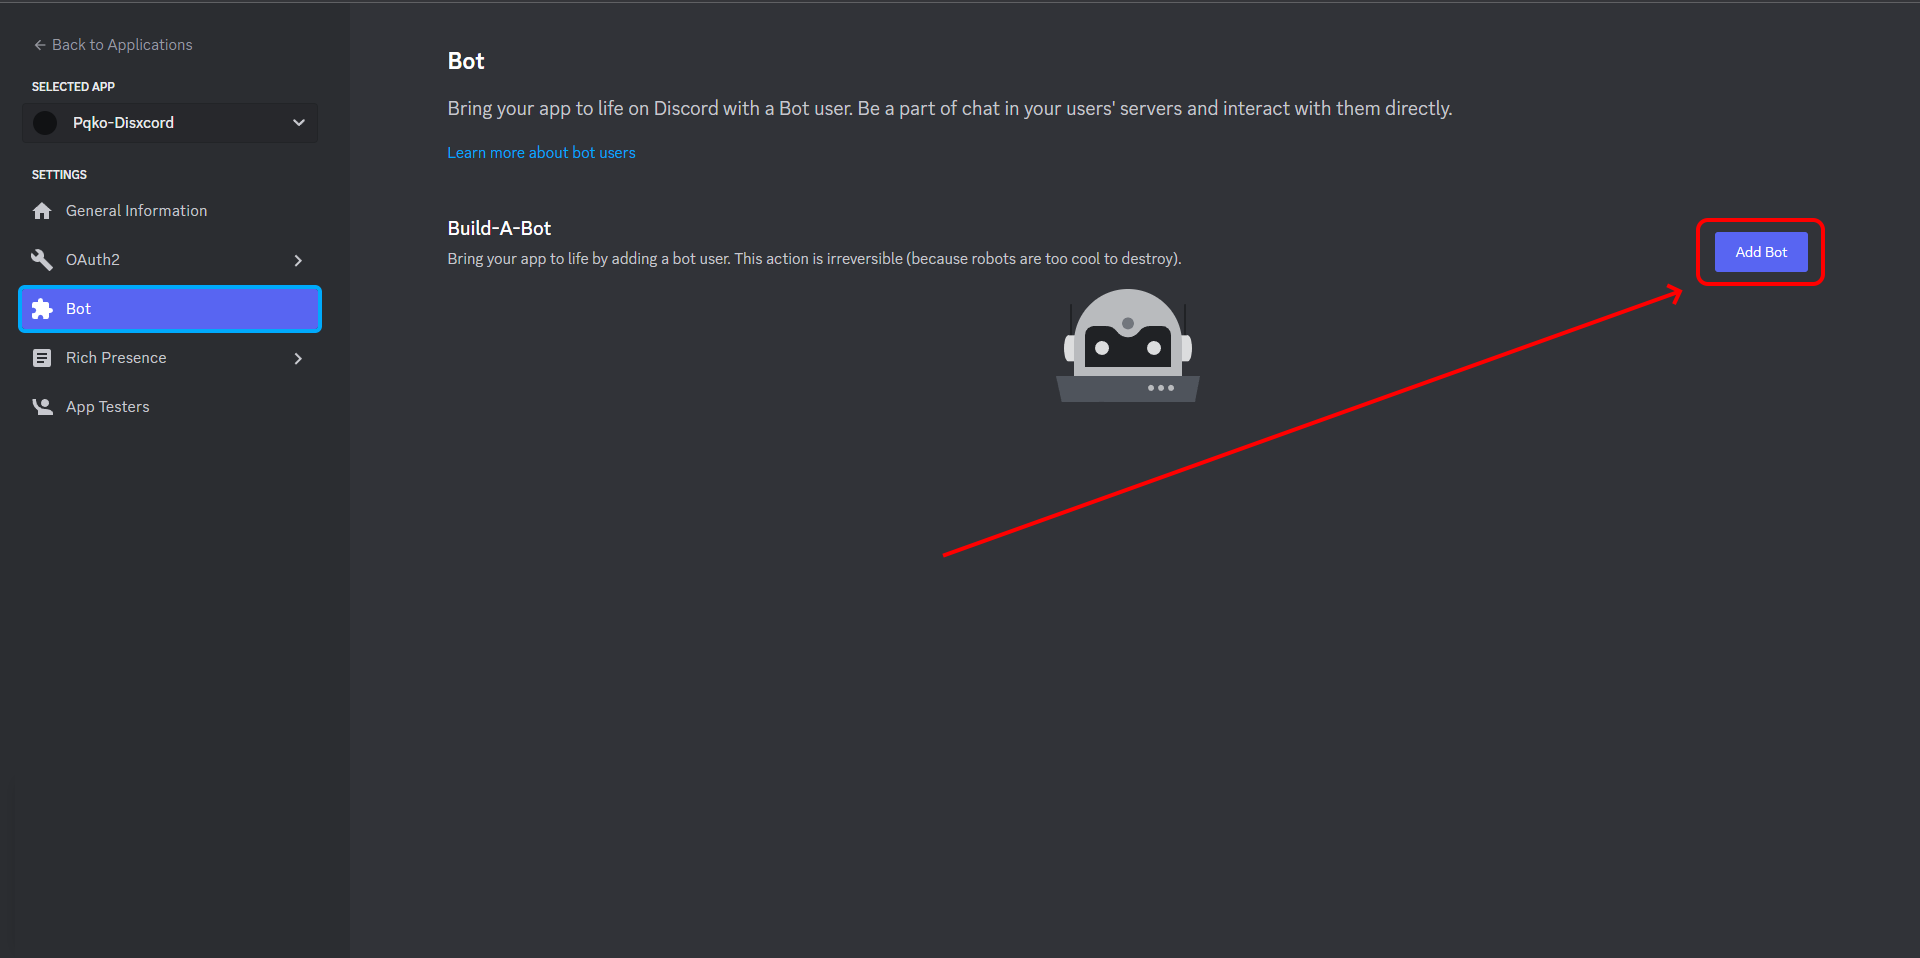 Back to Applications
SELECTED APP
Pqko-Disxcord
SETTINGS
General Information
OAuth2
Bot
Rich Presence
App Testers
Bot
Bring your app to life on Discord with a Bot user. Be a part of chat in your users' servers and interact with them directly.
Learn more about bot users
Build-A-Bot
Bring your app to life by adding a bot user. This action is irreversible (because robots are too cool to destroy).
Add Bot